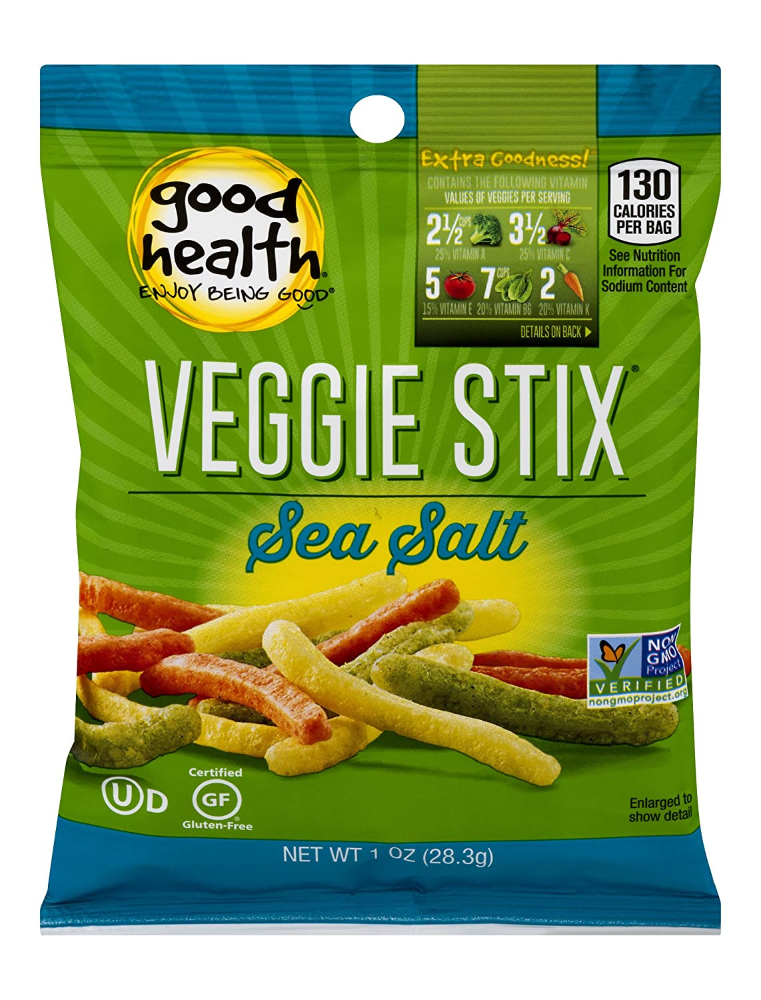 good
health®
ENJOY BEING GOOD®
Extra Goodness!™
CONTAINS THE FOLLOWING VITAMIN
VALUES OF VEGGIES PER SERVING
2½ CUPS
25% VITAMIN A
3½
25% VITAMIN C
5
15% VITAMIN E
7 CUPS
20% VITAMIN B6
2
20% VITAMIN K
DETAILS ON BACK
130
CALORIES
PER BAG
See Nutrition
Information For
Sodium Content
VEGGIE STIX®
Sea Salt
NON
GMO
Project
VERIFIED
nongmoproject.org
U D
Certified
GF®
Gluten-Free
Enlarged to
show detail
NET WT 1 OZ (28.3g)